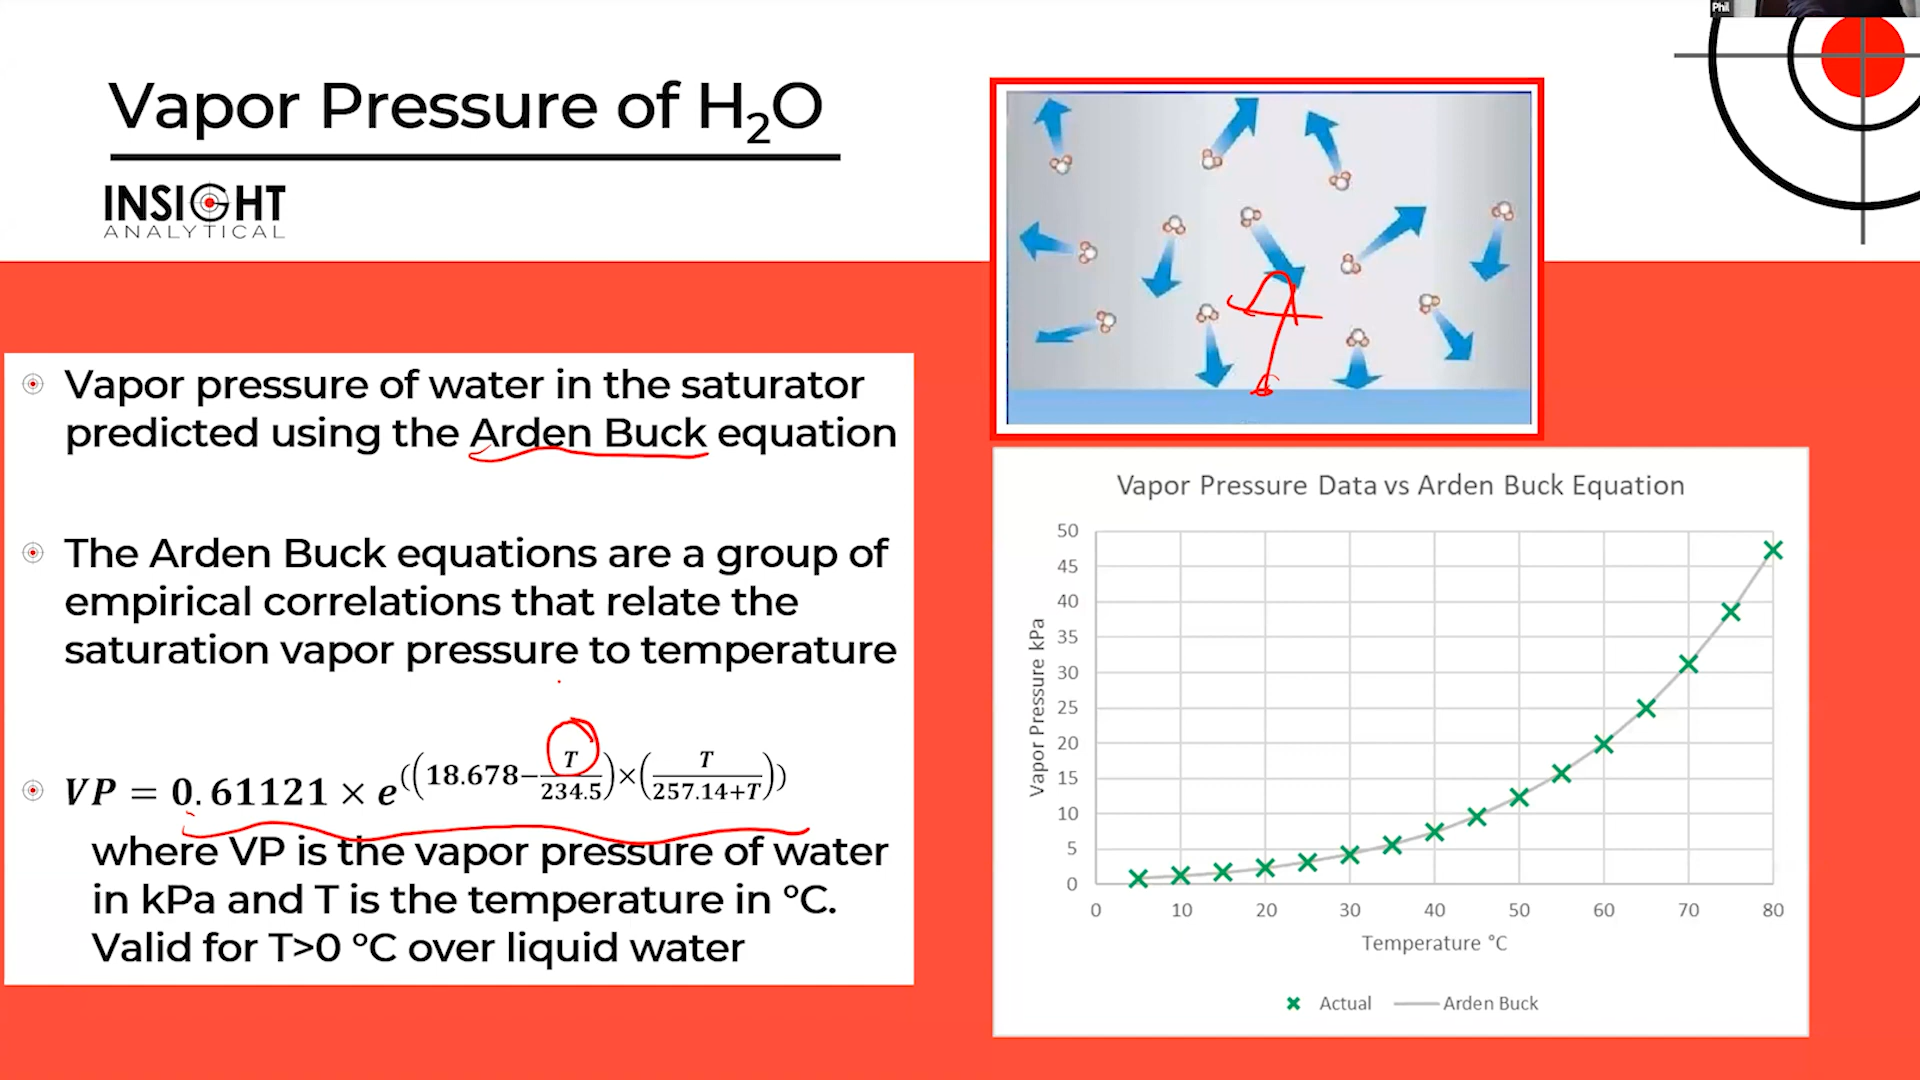 Phil
Vapor Pressure of H₂O
INSIGHT
ANALYTICAL
Vapor pressure of water in the saturator
predicted using the Arden Buck equation
The Arden Buck equations are a group of
empirical correlations that relate the
saturation vapor pressure to temperature
VP = 0.61121 × e^((18.678−T/234.5)×(T/257.14+T))
where VP is the vapor pressure of water
in kPa and T is the temperature in °C.
Valid for T>0 °C over liquid water
Vapor Pressure Data vs Arden Buck Equation
Vapor Pressure kPa
50
45
40
35
30
25
20
15
10
5
0
0 10 20 30 40 50 60 70 80
Temperature °C
Actual Arden Buck